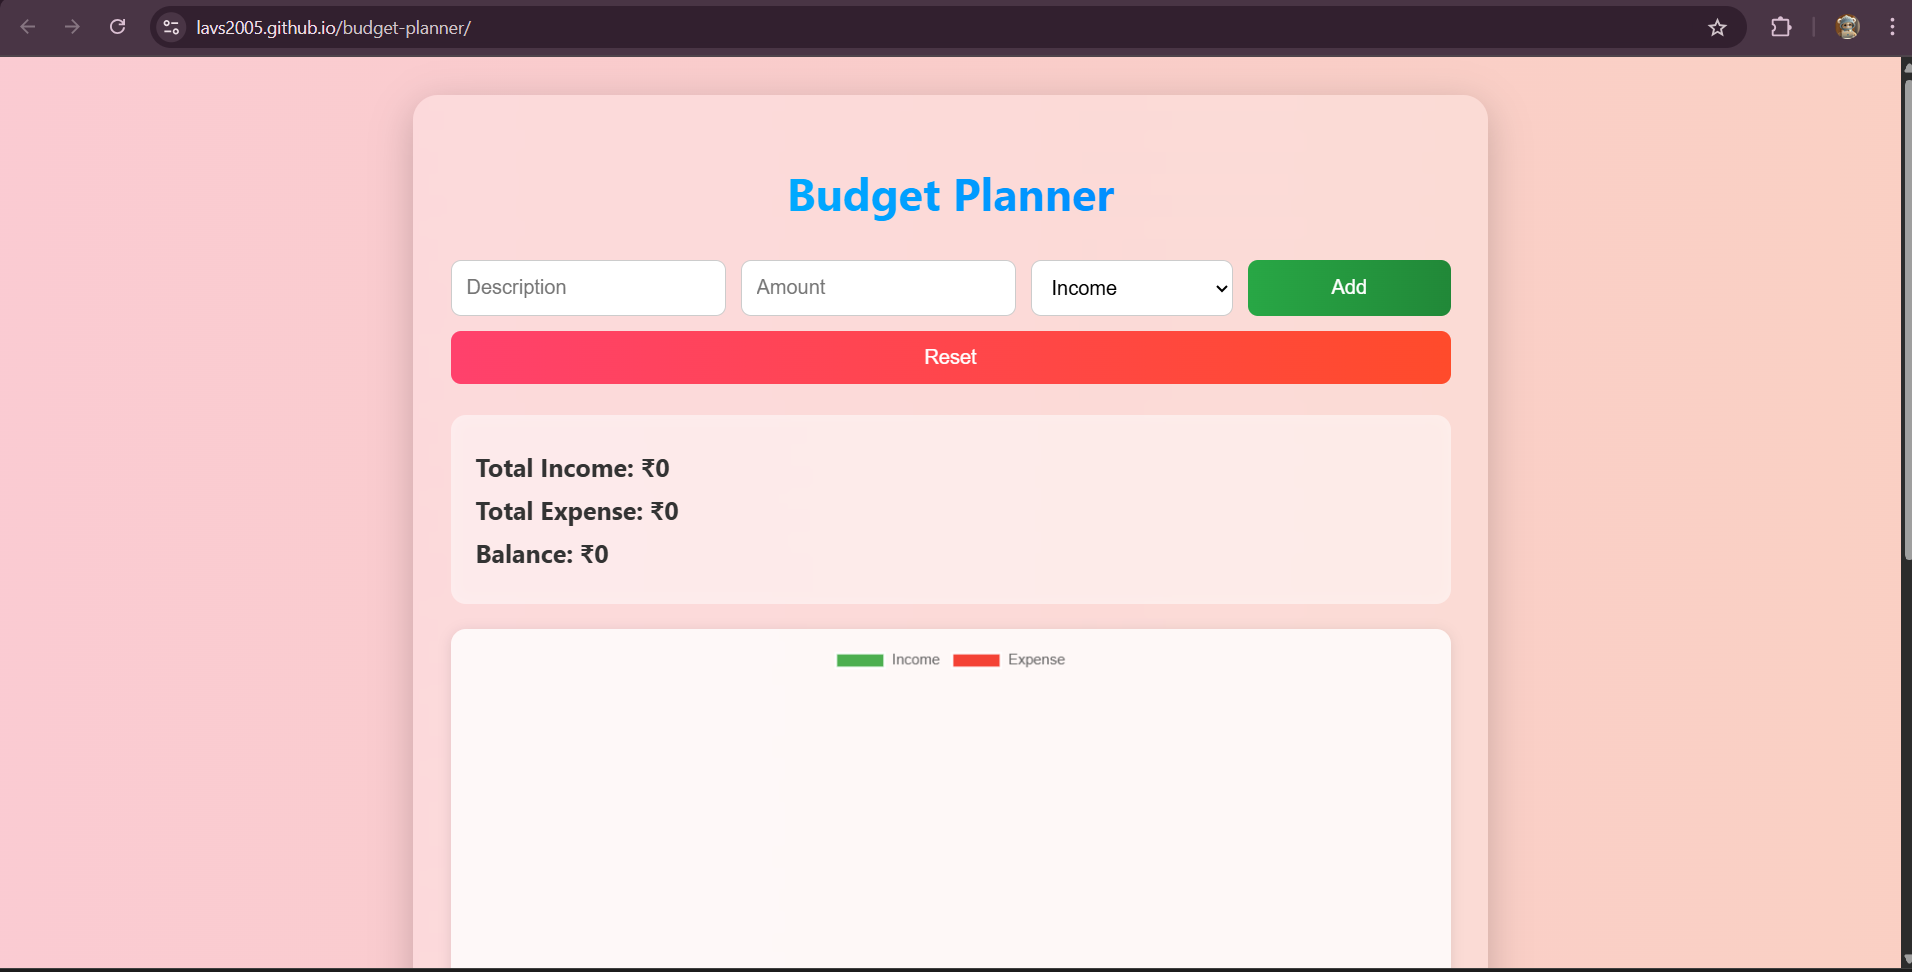 lavs2005.github.io/budget-planner/
Budget Planner
Description Amount Income Add
Reset
Total Income: ₹0
Total Expense: ₹0
Balance: ₹0
Income Expense